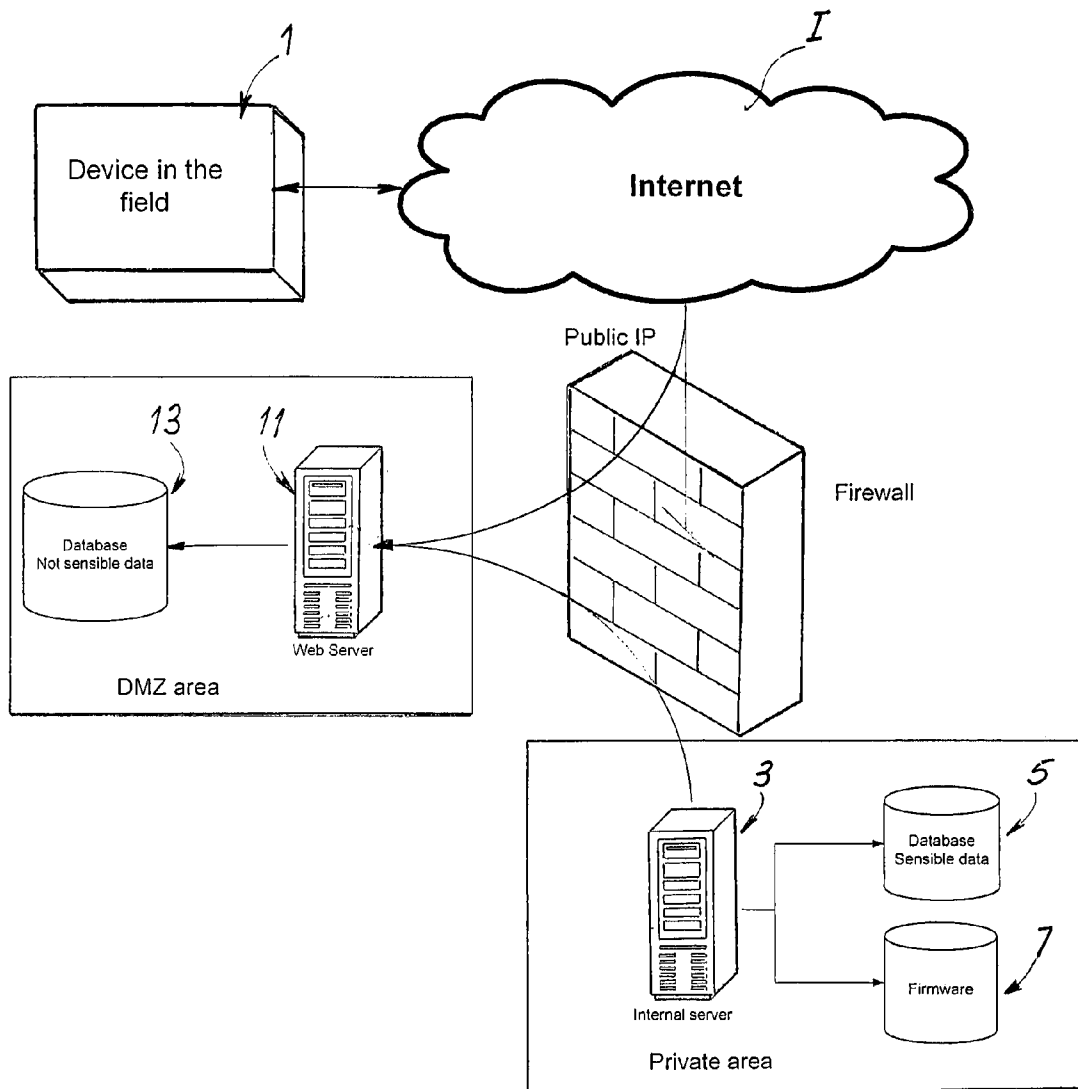 1
I
Device in the
field
Internet
Public IP
Firewall
13
11
Database
Not sensible data
Web Server
DMZ area
3
5
Database
Sensible data
7
Firmware
Internal server
Private area